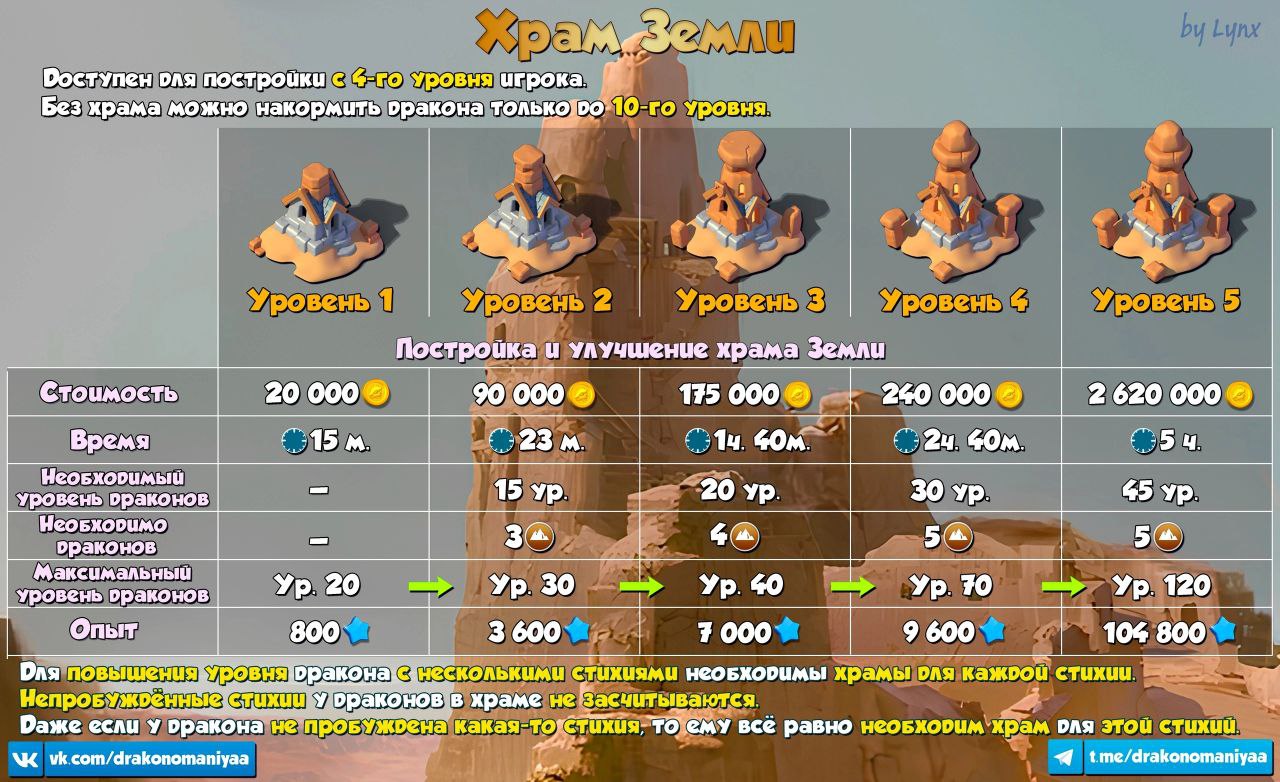 Храм Земли
by Lynx
Доступен для постройки с 4-го уровня игрока.
Без храма можно накормить дракона только до 10-го уровня.
Уровень 1 Уровень 2 Уровень 3 Уровень 4 Уровень 5
Постройка и улучшение храма Земли
Стоимость 20 000 90 000 175 000 240 000 2 620 000
Время 15 м. 23 м. 1ч. 40м. 2ч. 40м. 5 ч.
Необходимый
уровень драконов – 15 ур. 20 ур. 30 ур. 45 ур.
Необходимо
драконов – 3 4 5 5
Максимальный
уровень драконов Ур. 20 Ур. 30 Ур. 40 Ур. 70 Ур. 120
Опыт 800 3 600 7 000 9 600 104 800
Для повышения уровня дракона с несколькими стихиями необходимы храмы для каждой стихии.
Непробуждённые стихии у драконов в храме не засчитываются.
Даже если у дракона не пробуждена какая-то стихия, то ему всё равно необходим храм для этой стихий.
vk.com/drakonomaniyaa
t.me/drakonomaniyaa